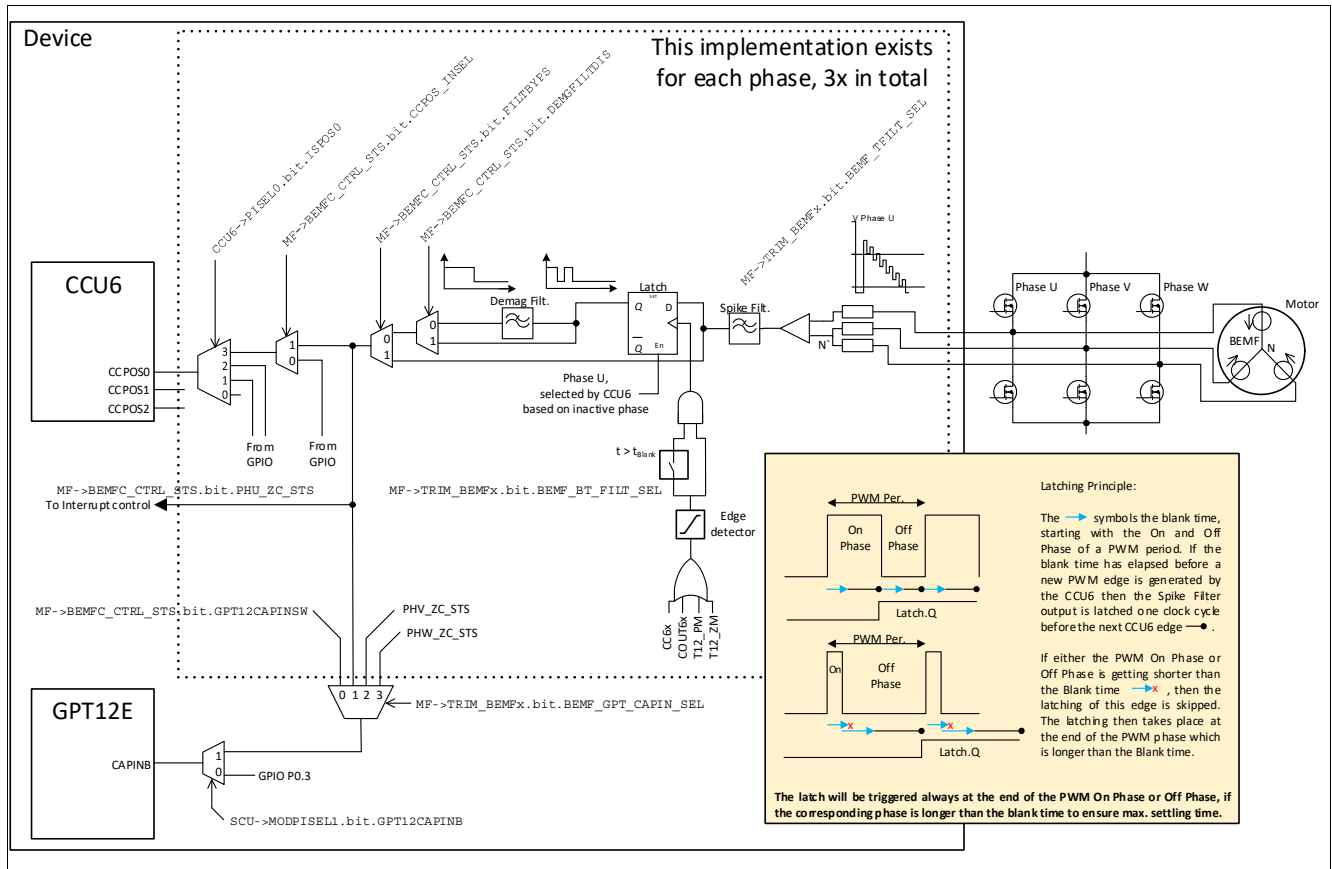 Device
This implementation exists
for each phase, 3x in total
CCU6->PISEL0.bit.ISPOS0
MF->BEMFC_CTRL_STS.bit.CCPOS_INSEL
MF->BEMFC_CTRL_STS.bit.FILTBYPS
MF->BEMFC_CTRL_STS.bit.DEMGFILTDIS
MF->TRIM_BEMFx.bit.BEMF_TFILT_SEL
V Phase U
CCU6
CCPOS0
CCPOS1
CCPOS2
3
2
1
0
1
0
0
1
0
1
Demag Filt.
Latch
SET
Q
D
Q
En
Spike Filt.
N`
Phase U
Phase V
Phase W
Motor
BEMF
N
Phase U,
selected by CCU6
based on inactive phase
From
GPIO
From
GPIO
t > tBlank
MF->BEMFC_CTRL_STS.bit.PHU_ZC_STS
To Interrupt control
MF->TRIM_BEMFx.bit.BEMF_BT_FILT_SEL
Edge
detector
MF->BEMFC_CTRL_STS.bit.GPT12CAPINSW
PHV_ZC_STS
PHW_ZC_STS
CC6x
COUT6x
T12_PM
T12_ZM
0 1 2 3
MF->TRIM_BEMFx.bit.BEMF_GPT_CAPIN_SEL
GPT12E
CAPINB
1
0
GPIO P0.3
SCU->MODPISEL1.bit.GPT12CAPINB
PWM Per.
On
Phase
Off
Phase
Latch.Q
PWM Per.
On
Off
Phase
x
x
Latch.Q
Latching Principle:
The symbols the blank time,
starting with the On and Off
Phase of a PWM period. If the
blank time has elapsed before a
new PWM edge is generated by
the CCU6 then the Spike Filter
output is latched one clock cycle
before the next CCU6 edge .
If either the PWM On Phase or
Off Phase is getting shorter than
the Blank time x , then the
latching of this edge is skipped.
The latching then takes place at
the end of the PWM phase which
is longer than the Blank time.
The latch will be triggered always at the end of the PWM On Phase or Off Phase, if
the corresponding phase is longer than the blank time to ensure max. settling time.